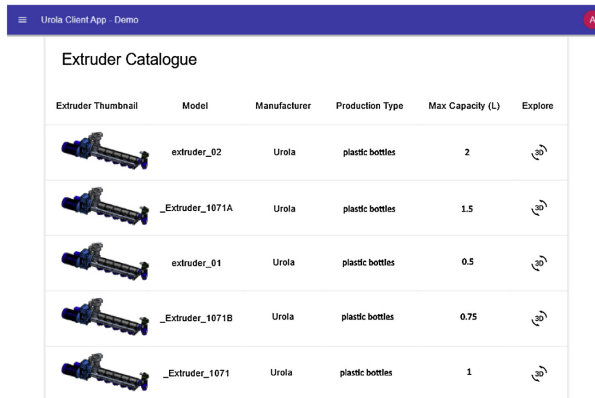 Urola Client App - Demo
A
Extruder Catalogue
Extruder Thumbnail Model Manufacturer Production Type Max Capacity (L) Explore
extruder_02 Urola plastic bottles 2 3D
_Extruder_1071A Urola plastic bottles 1.5 3D
extruder_01 Urola plastic bottles 0.5 3D
_Extruder_1071B Urola plastic bottles 0.75 3D
_Extruder_1071 Urola plastic bottles 1 3D